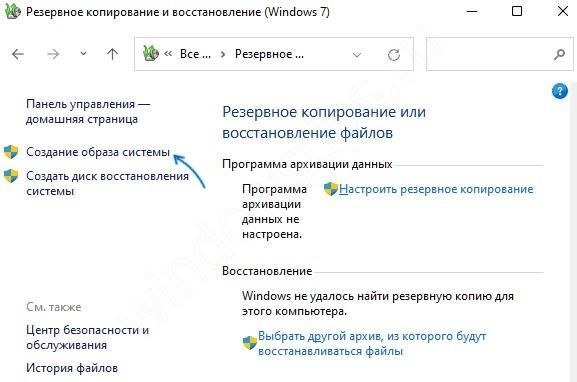 Резервное копирование и восстановление (Windows 7)
Все ...
Резервное ...
Панель управления —
домашняя страница
Создание образа системы
Создать диск восстановления
системы
См. также
Центр безопасности и
обслуживания
История файлов
Резервное копирование или
восстановление файлов
Программа архивации данных
Программа
архивации
данных не
настроена.
Настроить резервное копирование
Восстановление
Windows не удалось найти резервную копию для
этого компьютера.
Выбрать другой архив, из которого будут
восстанавливаться файлы